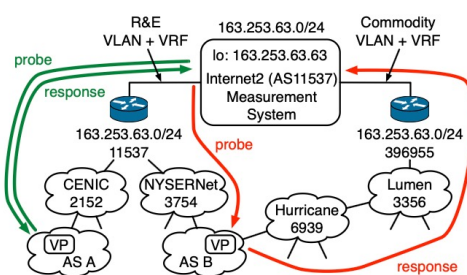 R&E
VLAN + VRF
163.253.63.0/24
Commodity
VLAN + VRF
probe
response
lo: 163.253.63.63
Internet2 (AS11537)
Measurement
System
163.253.63.0/24
11537
probe
163.253.63.0/24
396955
CENIC
2152
NYSERNet
3754
Hurricane
6939
Lumen
3356
VP
AS A
VP
AS B
response